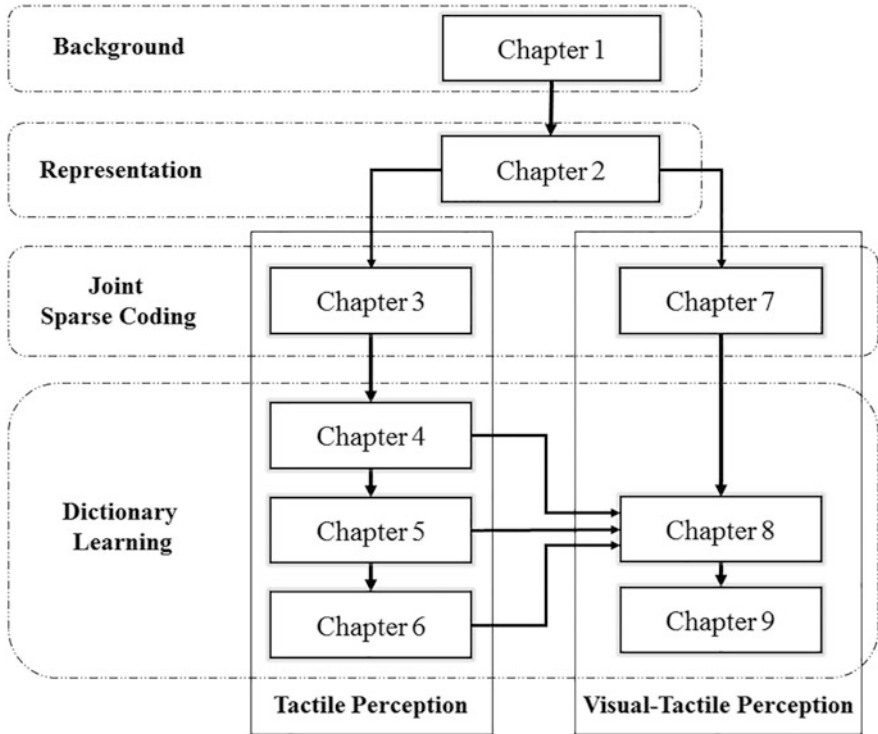 Background
Chapter 1
Representation
Chapter 2
Joint
Sparse Coding
Chapter 3
Chapter 7
Dictionary
Learning
Chapter 4
Chapter 5
Chapter 8
Chapter 6
Chapter 9
Tactile Perception
Visual-Tactile Perception